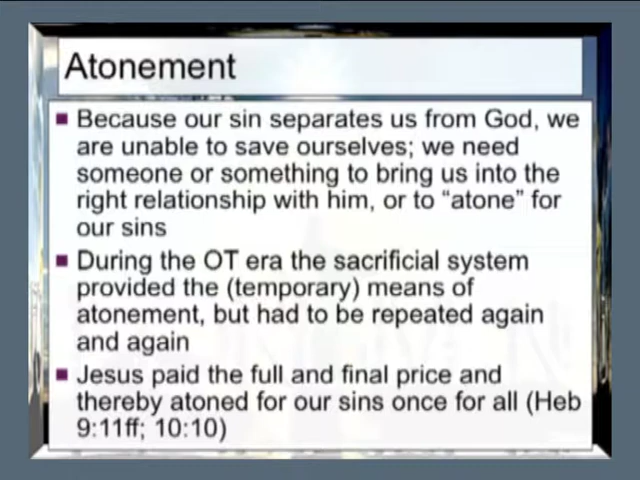 Atonement
■ Because our sin separates us from God, we
are unable to save ourselves; we need
someone or something to bring us into the
right relationship with him, or to “atone” for
our sins
■ During the OT era the sacrificial system
provided the (temporary) means of
atonement, but had to be repeated again
and again
■ Jesus paid the full and final price and
thereby atoned for our sins once for all (Heb
9:11ff; 10:10)